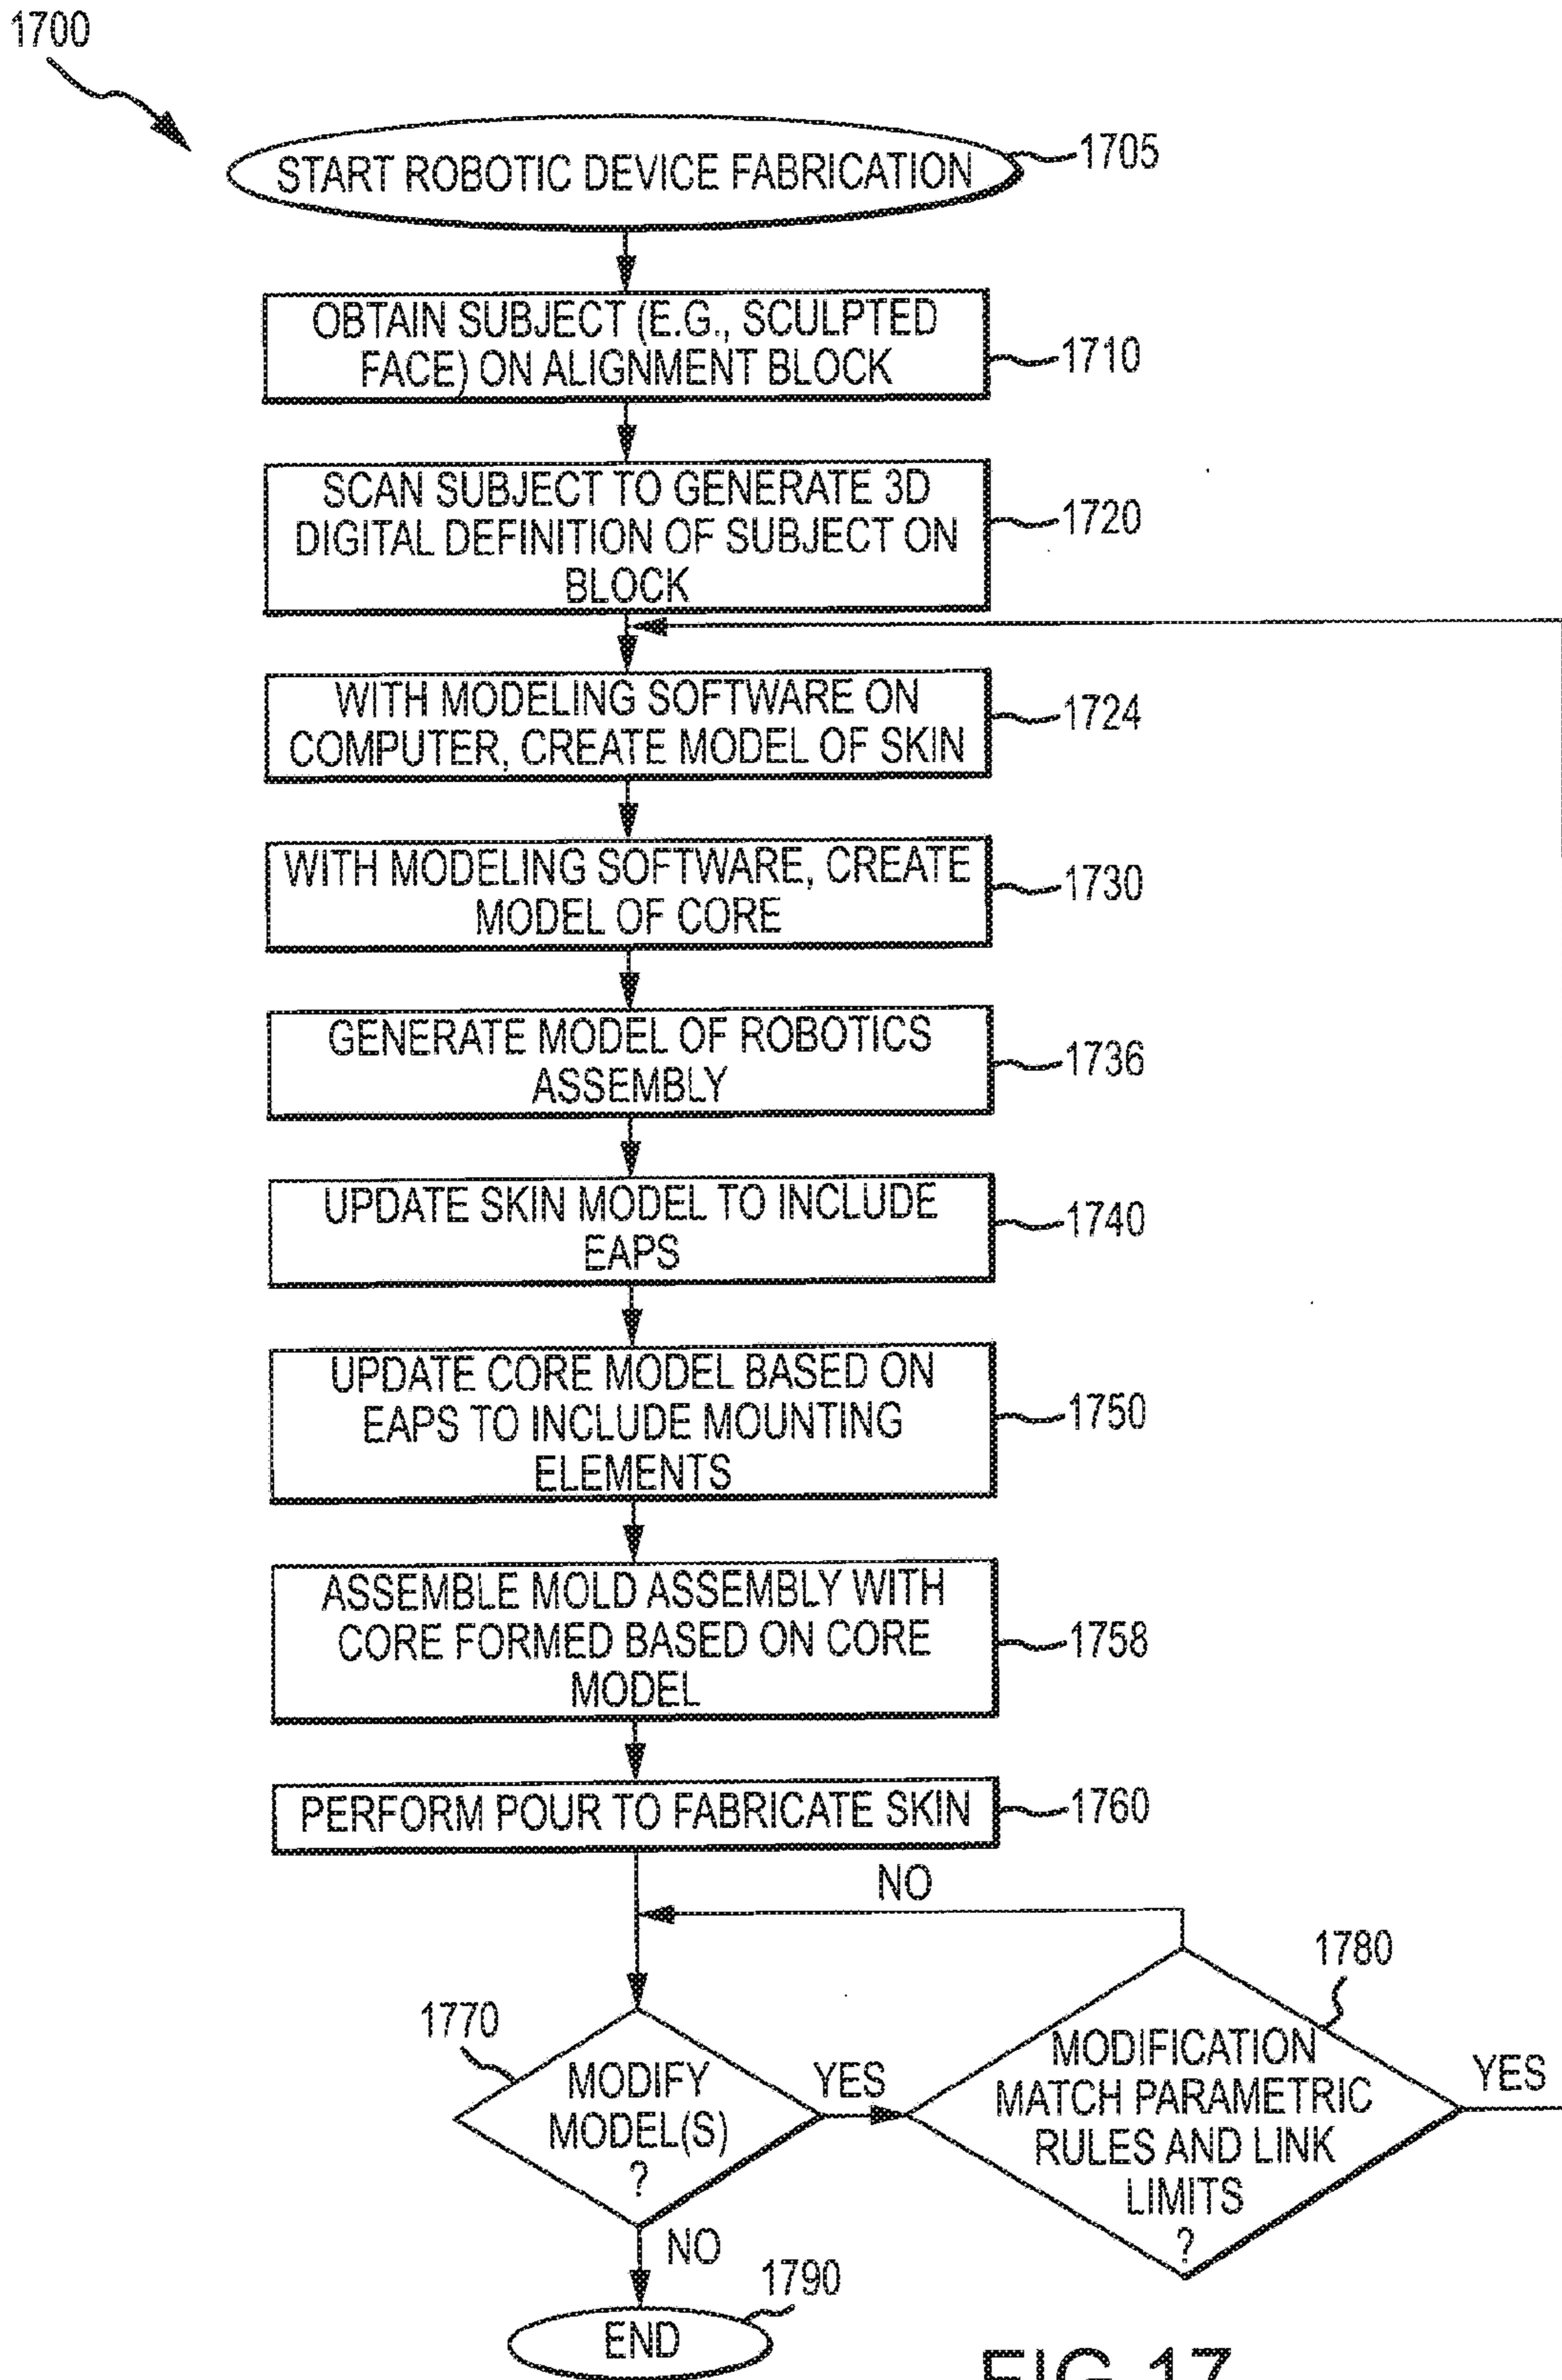 1700
START ROBOTIC DEVICE FABRICATION
1705
OBTAIN SUBJECT (E.G., SCULPTED
FACE) ON ALIGNMENT BLOCK
1710
SCAN SUBJECT TO GENERATE 3D
DIGITAL DEFINITION OF SUBJECT ON
BLOCK
1720
WITH MODELING SOFTWARE ON
COMPUTER, CREATE MODEL OF SKIN
1724
WITH MODELING SOFTWARE, CREATE
MODEL OF CORE
1730
GENERATE MODEL OF ROBOTICS
ASSEMBLY
1736
UPDATE SKIN MODEL TO INCLUDE
EAPS
1740
UPDATE CORE MODEL BASED ON
EAPS TO INCLUDE MOUNTING
ELEMENTS
1750
ASSEMBLE MOLD ASSEMBLY WITH
CORE FORMED BASED ON CORE
MODEL
1758
PERFORM POUR TO FABRICATE SKIN
1760
NO
1770
MODIFY
MODEL(S)
?
YES
1780
MODIFICATION
MATCH PARAMETRIC
RULES AND LINK
LIMITS
?
YES
NO
1790
END
FIG.17